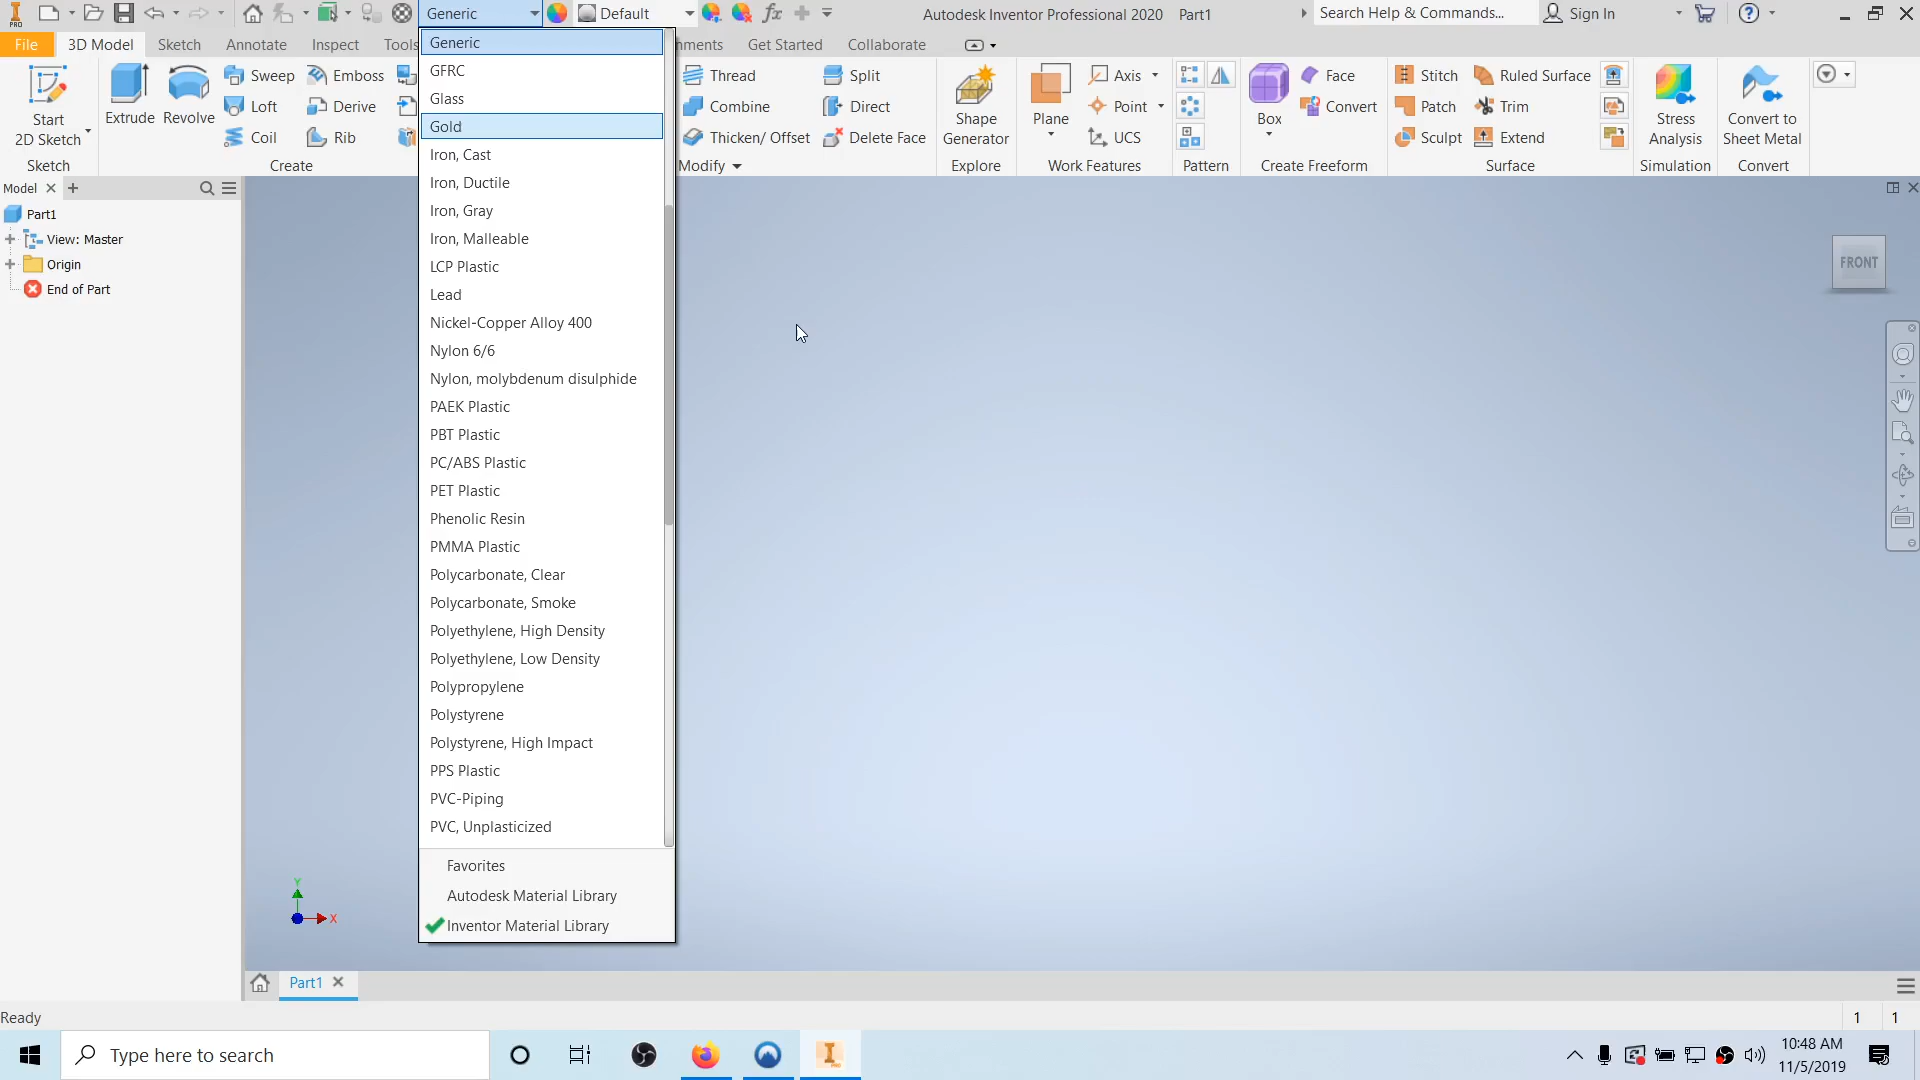 PRO
Generic
Default
Autodesk Inventor Professional 2020 Part1
Search Help & Commands...
Sign In
File
3D Model
Sketch
Annotate
Inspect
Tools
Get Started
Collaborate
Start
2D Sketch
Sketch
Extrude
Revolve
Sweep
Loft
Coil
Emboss
Derive
Rib
Create
Thread
Combine
Thicken/ Offset
Split
Direct
Delete Face
Modify
Shape
Generator
Explore
Plane
Axis
Point
UCS
Work Features
Pattern
Box
Face
Convert
Create Freeform
Stitch
Patch
Sculpt
Ruled Surface
Trim
Extend
Surface
Stress
Analysis
Simulation
Convert to
Sheet Metal
Convert
Generic
GFRC
Glass
Gold
Iron, Cast
Iron, Ductile
Iron, Gray
Iron, Malleable
LCP Plastic
Lead
Nickel-Copper Alloy 400
Nylon 6/6
Nylon, molybdenum disulphide
PAEK Plastic
PBT Plastic
PC/ABS Plastic
PET Plastic
Phenolic Resin
PMMA Plastic
Polycarbonate, Clear
Polycarbonate, Smoke
Polyethylene, High Density
Polyethylene, Low Density
Polypropylene
Polystyrene
Polystyrene, High Impact
PPS Plastic
PVC-Piping
PVC, Unplasticized
Favorites
Autodesk Material Library
Inventor Material Library
Model
Part1
View: Master
Origin
End of Part
FRONT
Y
X
Part1
Ready
1 1
Type here to search
10:48 AM
11/5/2019